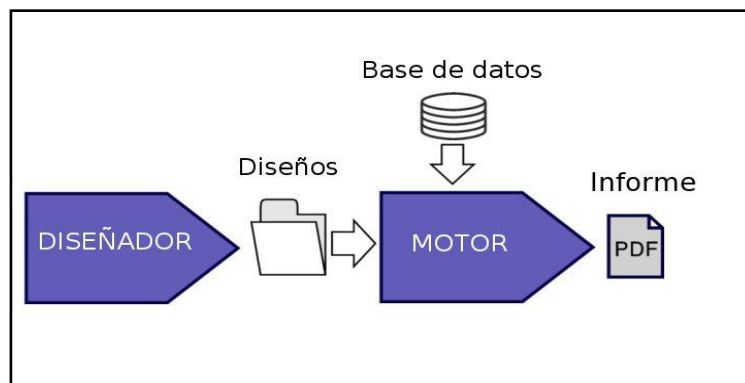 Base de datos
Diseños
Informe
DISEÑADOR
MOTOR
PDF